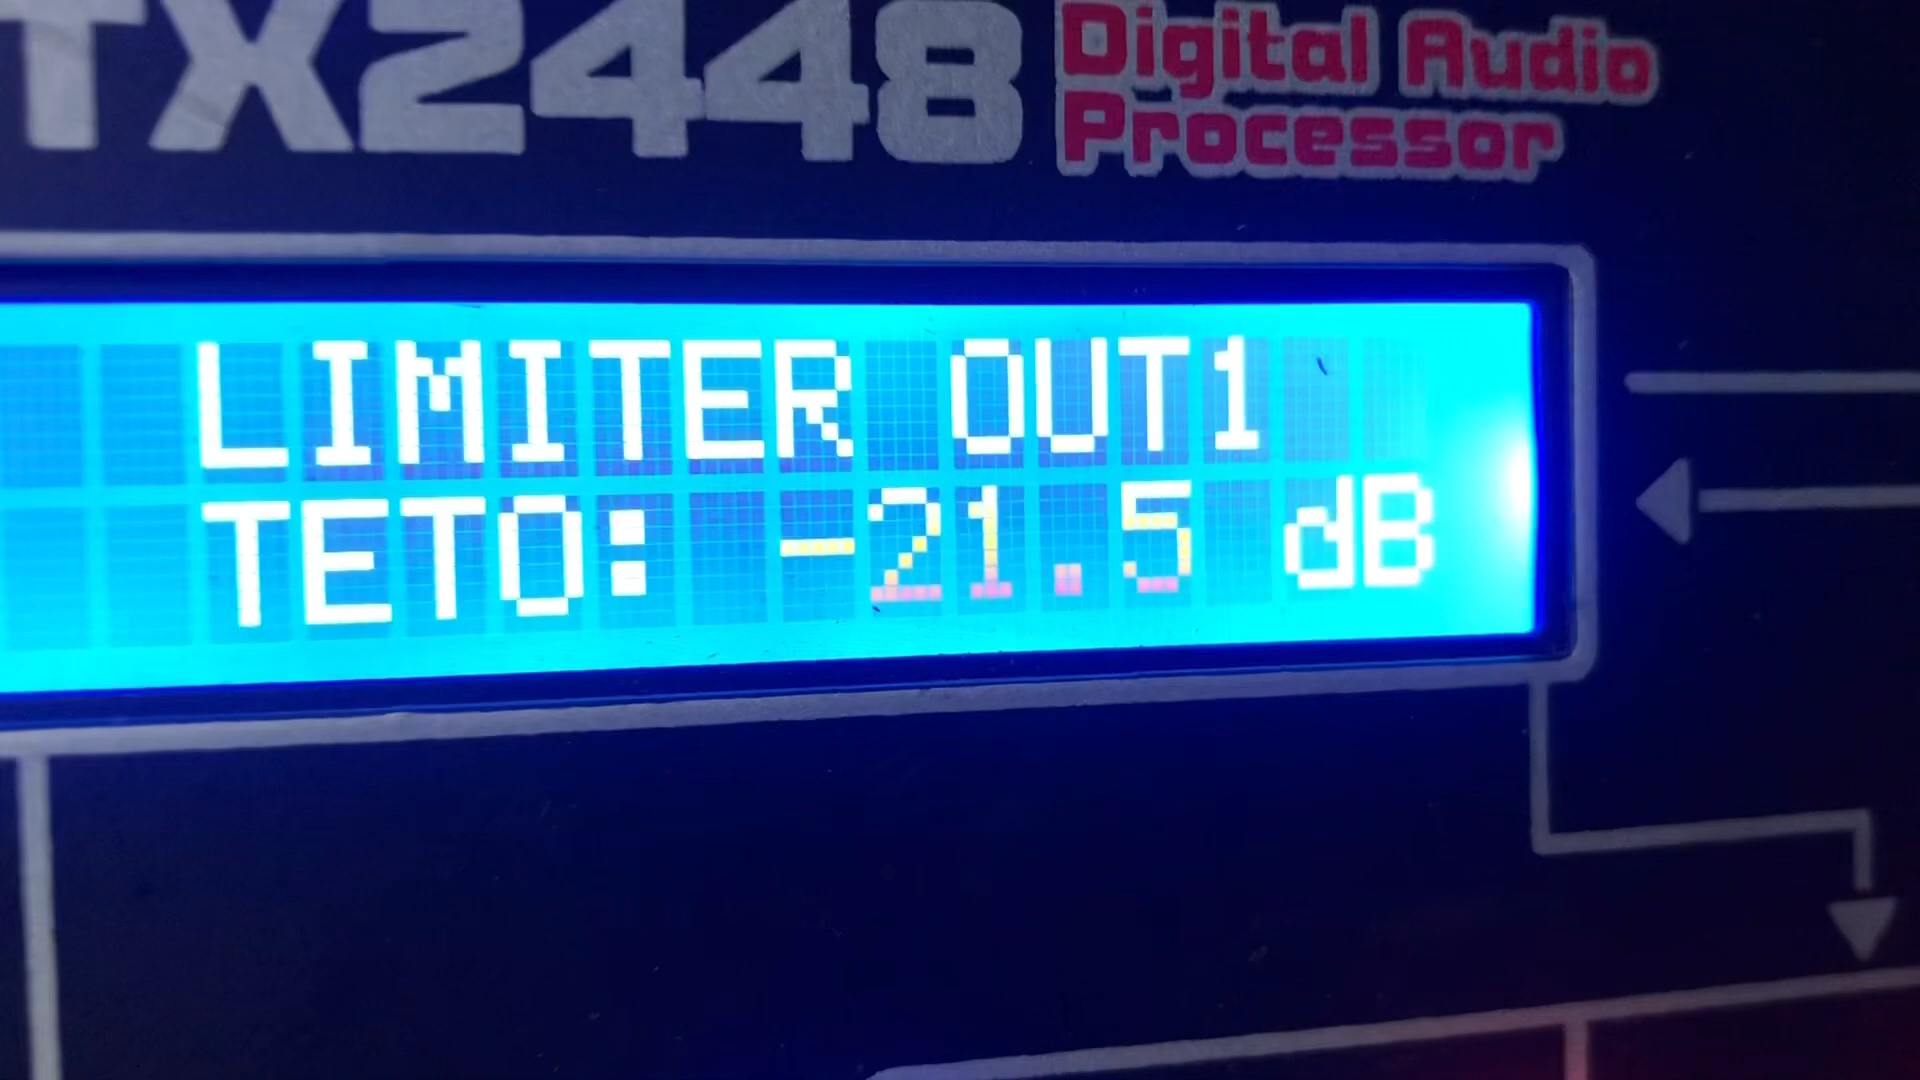 TX2448 Digital Audio
Processor
LIMITER OUT1
TETO: -21.5 dB